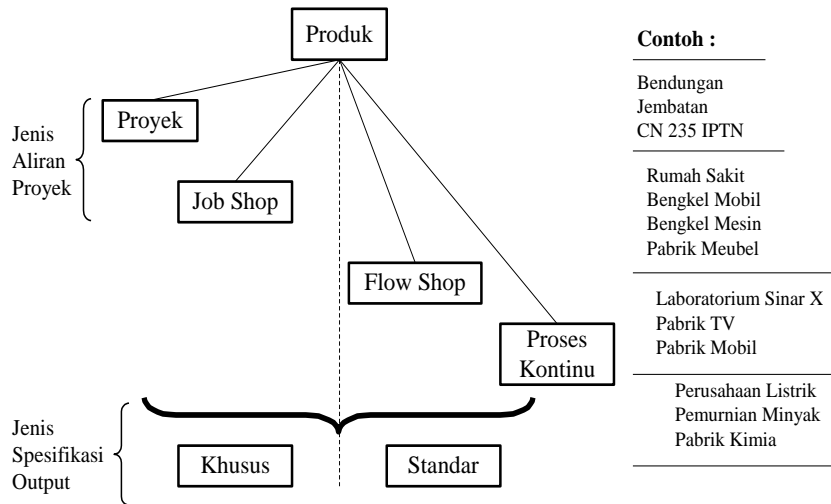 Produk
Proyek
Jenis
Aliran
Proyek
Job Shop
Flow Shop
Proses
Kontinu
Jenis
Spesifikasi
Output
Khusus
Standar
Contoh :
Bendungan
Jembatan
CN 235 IPTN
Rumah Sakit
Bengkel Mobil
Bengkel Mesin
Pabrik Meubel
Laboratorium Sinar X
Pabrik TV
Pabrik Mobil
Perusahaan Listrik
Pemurnian Minyak
Pabrik Kimia